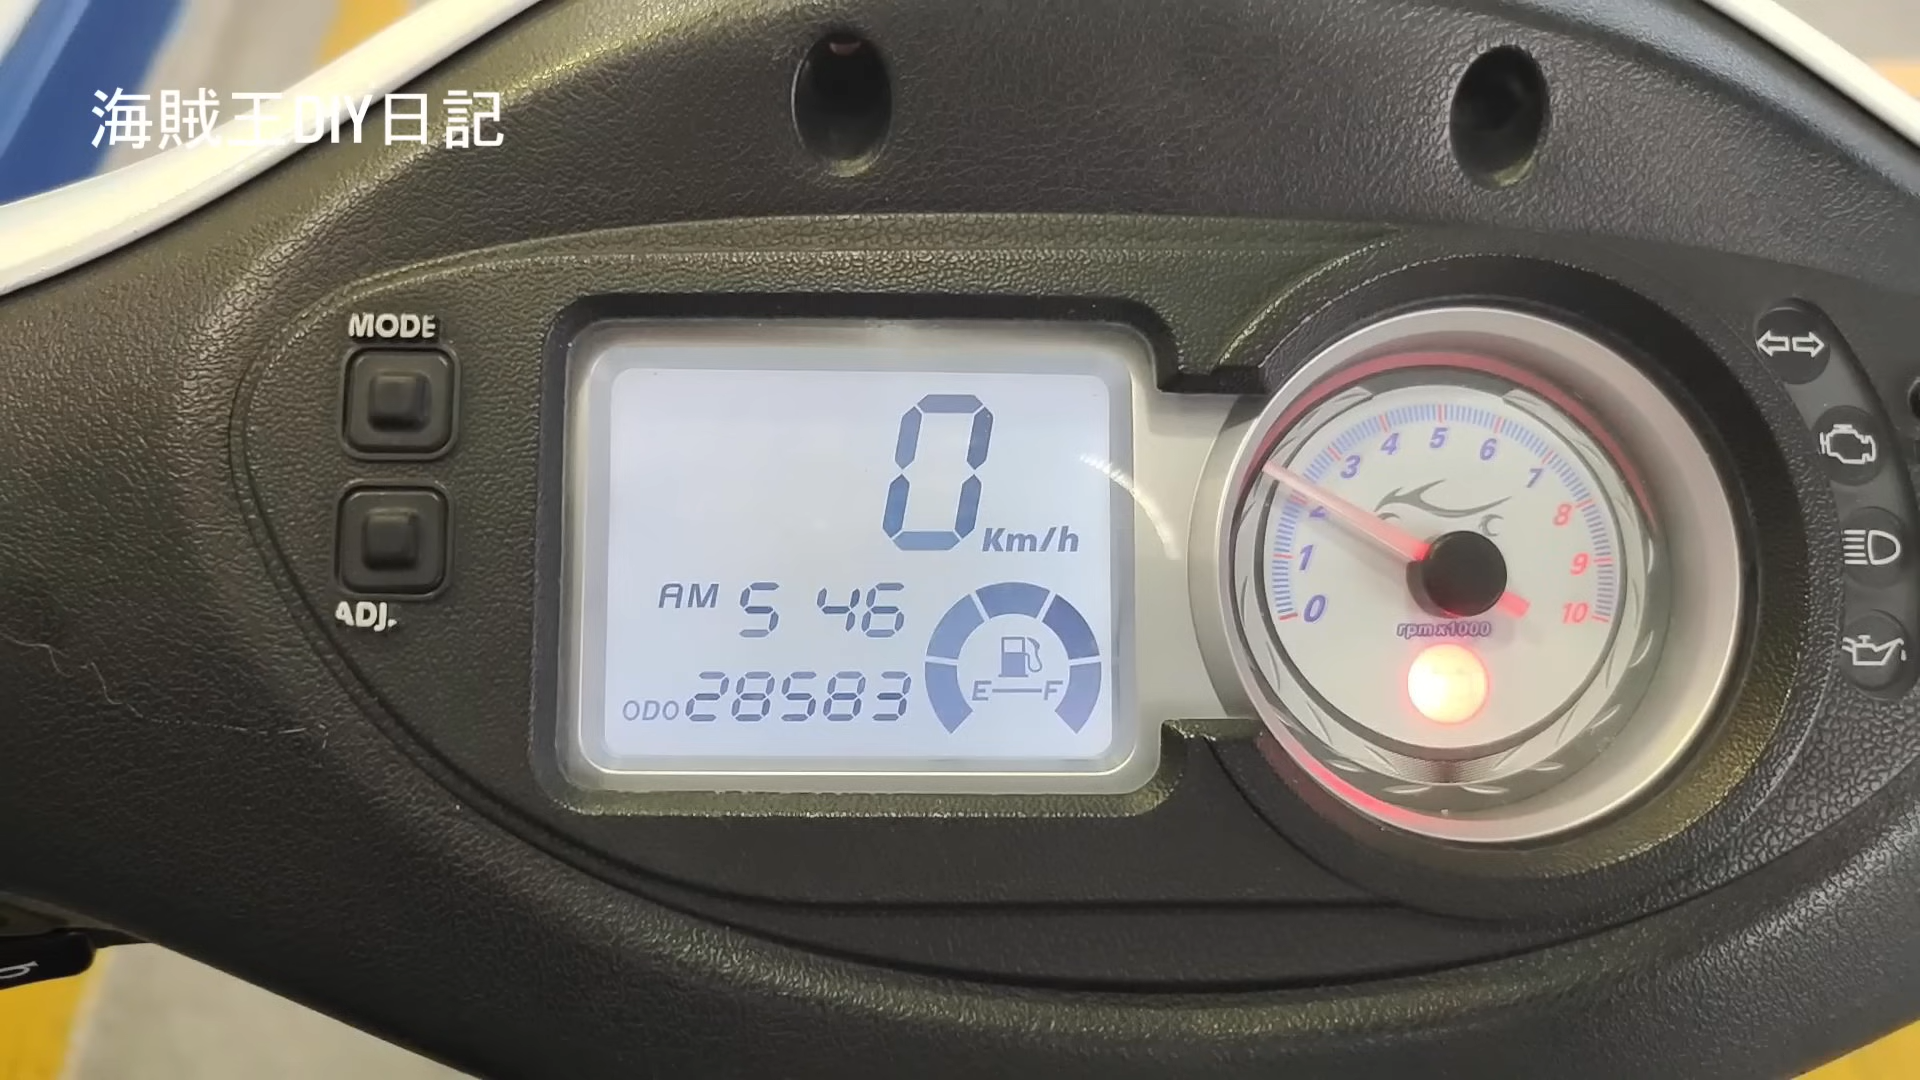 海賊王DIY日記
MODE
ADJ.
0
Km/h
AM 5 46
ODO 28583
E F
0 1 2 3 4 5 6 7 8 9 10
rpm x1000